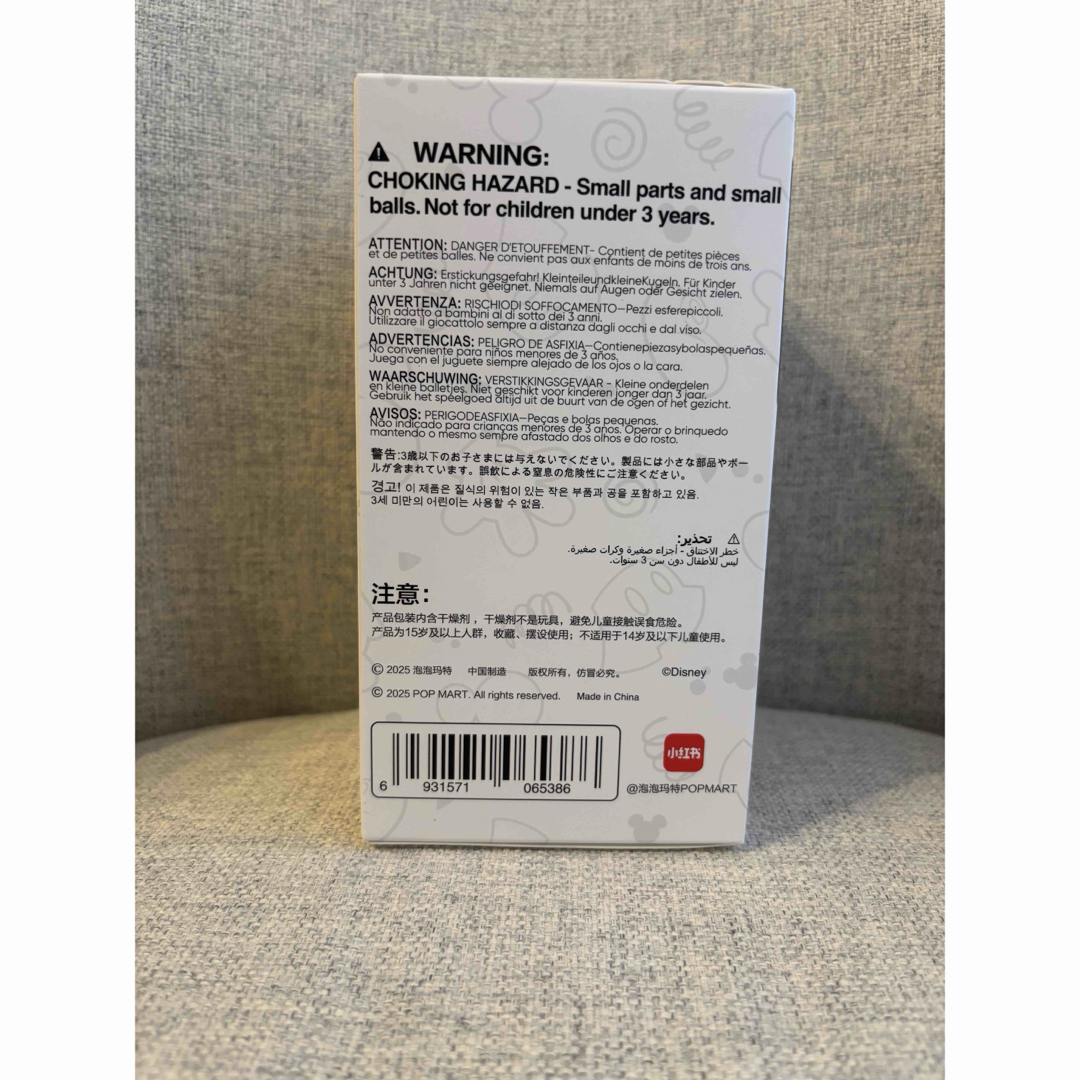 ⚠ WARNING:
CHOKING HAZARD - Small parts and small
balls. Not for children under 3 years.
ATTENTION: DANGER D'ETOUFFEMENT- Contient de petites pièces
et de petites balles. Ne convient pas aux enfants de moins de trois ans.
ACHTUNG: Erstickungsgefahr! KleinteileundkleineKugeln. Für Kinder
unter 3 Jahren nicht geeignet. Niemals auf Augen oder Gesicht zielen.
AVVERTENZA: RISCHIODI SOFFOCAMENTO—Pezzi esferepiccoli.
Non adatto a bambini al di sotto dei 3 anni.
Utilizzare il giocattolo sempre a distanza dagli occhi e dal viso.
ADVERTENCIAS: PELIGRO DE ASFIXIA—Contienepiezasybolaspequeñas.
No conveniente para niños menores de 3 años.
Juega con el juguete siempre alejado de los ojos o la cara.
WAARSCHUWING: VERSTIKKINGSGEVAAR - Kleine onderdelen
en kleine balletjes. Niet geschikt voor kinderen jonger dan 3 jaar.
Gebruik het speelgoed altijd uit de buurt van de ogen of het gezicht.
AVISOS: PERIGODEASFIXIA—Peças e bolas pequenas.
Não indicado para crianças menores de 3 anos. Operar o brinquedo
mantendo o mesmo sempre afastado dos olhos e do rosto.
警告:3歳以下のお子さまには与えないでください。製品には小さな部品やボー
ルが含まれています。誤飲による窒息の危険性にご注意ください。
경고! 이 제품은 질식의 위험이 있는 작은 부품과 공을 포함하고 있음.
3세 미만의 어린이는 사용할 수 없음.
⚠ تحذير:
خطر الاختناق - أجزاء صغيرة وكرات صغيرة.
ليس للأطفال دون سن 3 سنوات.
注意:
产品包装内含干燥剂，干燥剂不是玩具，避免儿童接触误食危险。
产品为15岁及以上人群，收藏、摆设使用；不适用于14岁及以下儿童使用。
© 2025 泡泡玛特 中国制造 版权所有，仿冒必究。 ©Disney
© 2025 POP MART. All rights reserved. Made in China
小红书
6 931571 065386
@泡泡玛特POPMART